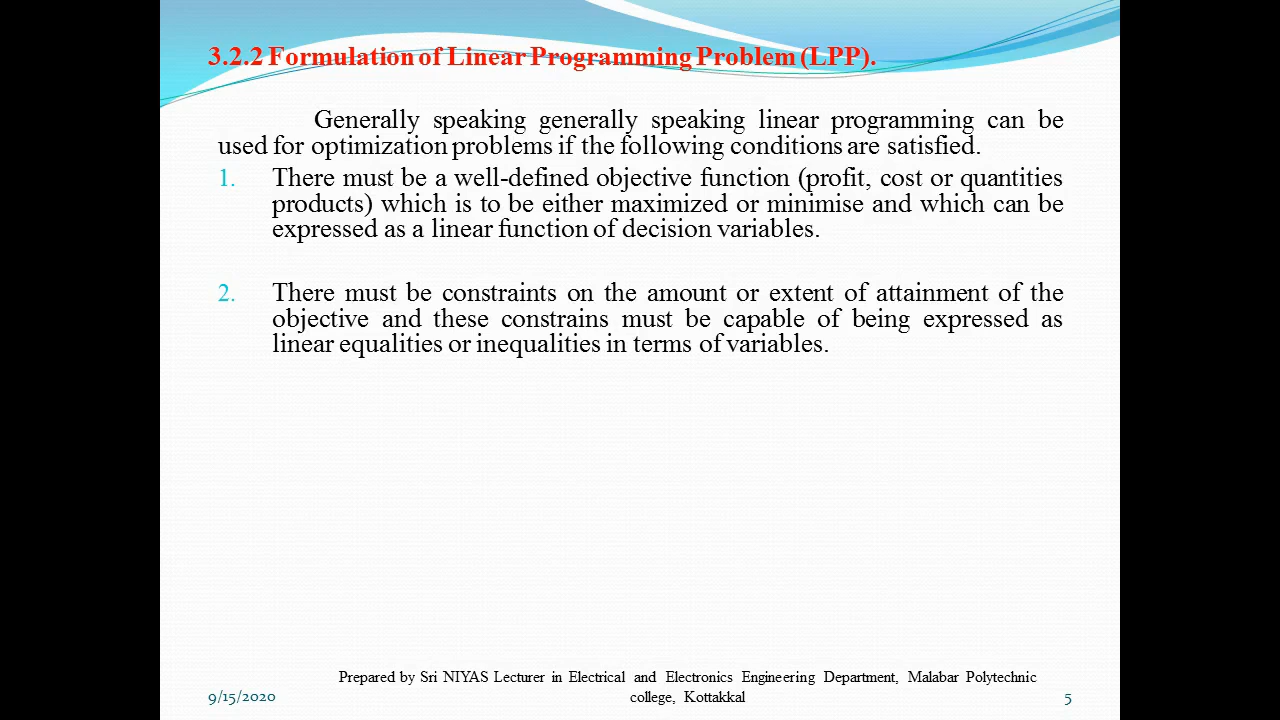 3.2.2 Formulation of Linear Programming Problem (LPP).
Generally speaking generally speaking linear programming can be
used for optimization problems if the following conditions are satisfied.
1. There must be a well-defined objective function (profit, cost or quantities
products) which is to be either maximized or minimise and which can be
expressed as a linear function of decision variables.
2. There must be constraints on the amount or extent of attainment of the
objective and these constrains must be capable of being expressed as
linear equalities or inequalities in terms of variables.
Prepared by Sri NIYAS Lecturer in Electrical and Electronics Engineering Department, Malabar Polytechnic
9/15/2020 college, Kottakkal 5